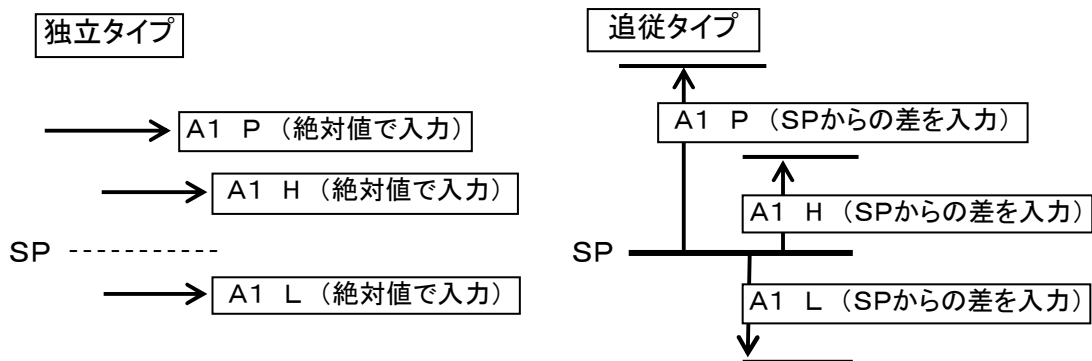 独立タイプ
A1 P (絶対値で入力)
A1 H (絶対値で入力)
SP
A1 L (絶対値で入力)
追従タイプ
A1 P (SPからの差を入力)
A1 H (SPからの差を入力)
SP
A1 L (SPからの差を入力)